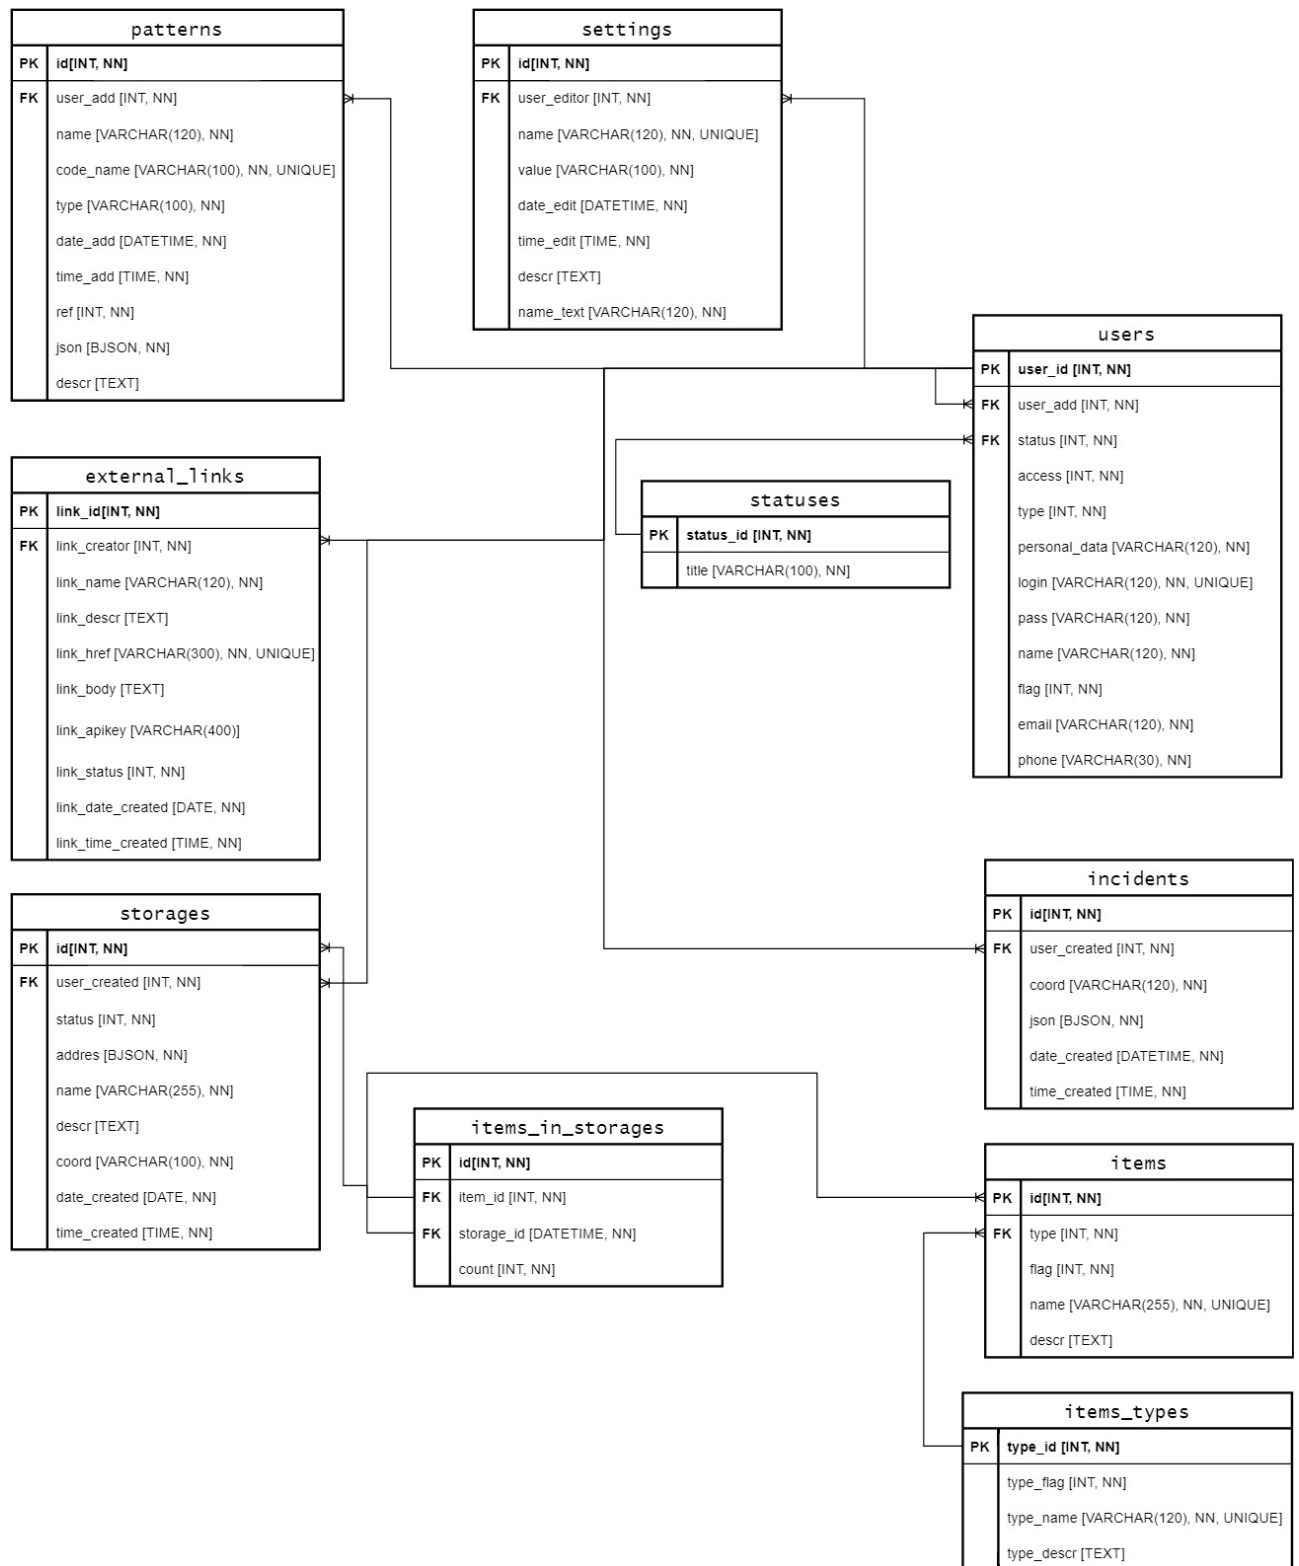 patterns
PK id[INT, NN]
FK user_add [INT, NN]
name [VARCHAR(120), NN]
code_name [VARCHAR(100), NN, UNIQUE]
type [VARCHAR(100), NN]
date_add [DATETIME, NN]
time_add [TIME, NN]
ref [INT, NN]
json [BJSON, NN]
descr [TEXT]
settings
PK id[INT, NN]
FK user_editor [INT, NN]
name [VARCHAR(120), NN, UNIQUE]
value [VARCHAR(100), NN]
date_edit [DATETIME, NN]
time_edit [TIME, NN]
descr [TEXT]
name_text [VARCHAR(120), NN]
users
PK user_id [INT, NN]
FK user_add [INT, NN]
FK status [INT, NN]
access [INT, NN]
type [INT, NN]
personal_data [VARCHAR(120), NN]
login [VARCHAR(120), NN, UNIQUE]
pass [VARCHAR(120), NN]
name [VARCHAR(120), NN]
flag [INT, NN]
email [VARCHAR(120), NN]
phone [VARCHAR(30), NN]
external_links
PK link_id[INT, NN]
FK link_creator [INT, NN]
link_name [VARCHAR(120), NN]
link_descr [TEXT]
link_href [VARCHAR(300), NN, UNIQUE]
link_body [TEXT]
link_apikey [VARCHAR(400)]
link_status [INT, NN]
link_date_created [DATE, NN]
link_time_created [TIME, NN]
statuses
PK status_id [INT, NN]
title [VARCHAR(100), NN]
storages
PK id[INT, NN]
FK user_created [INT, NN]
status [INT, NN]
addres [BJSON, NN]
name [VARCHAR(255), NN]
descr [TEXT]
coord [VARCHAR(100), NN]
date_created [DATE, NN]
time_created [TIME, NN]
incidents
PK id[INT, NN]
FK user_created [INT, NN]
coord [VARCHAR(120), NN]
json [BJSON, NN]
date_created [DATETIME, NN]
time_created [TIME, NN]
items_in_storages
PK id[INT, NN]
FK item_id [INT, NN]
FK storage_id [DATETIME, NN]
count [INT, NN]
items
PK id[INT, NN]
FK type [INT, NN]
flag [INT, NN]
name [VARCHAR(255), NN, UNIQUE]
descr [TEXT]
items_types
PK type_id [INT, NN]
type_flag [INT, NN]
type_name [VARCHAR(120), NN, UNIQUE]
type_descr [TEXT]